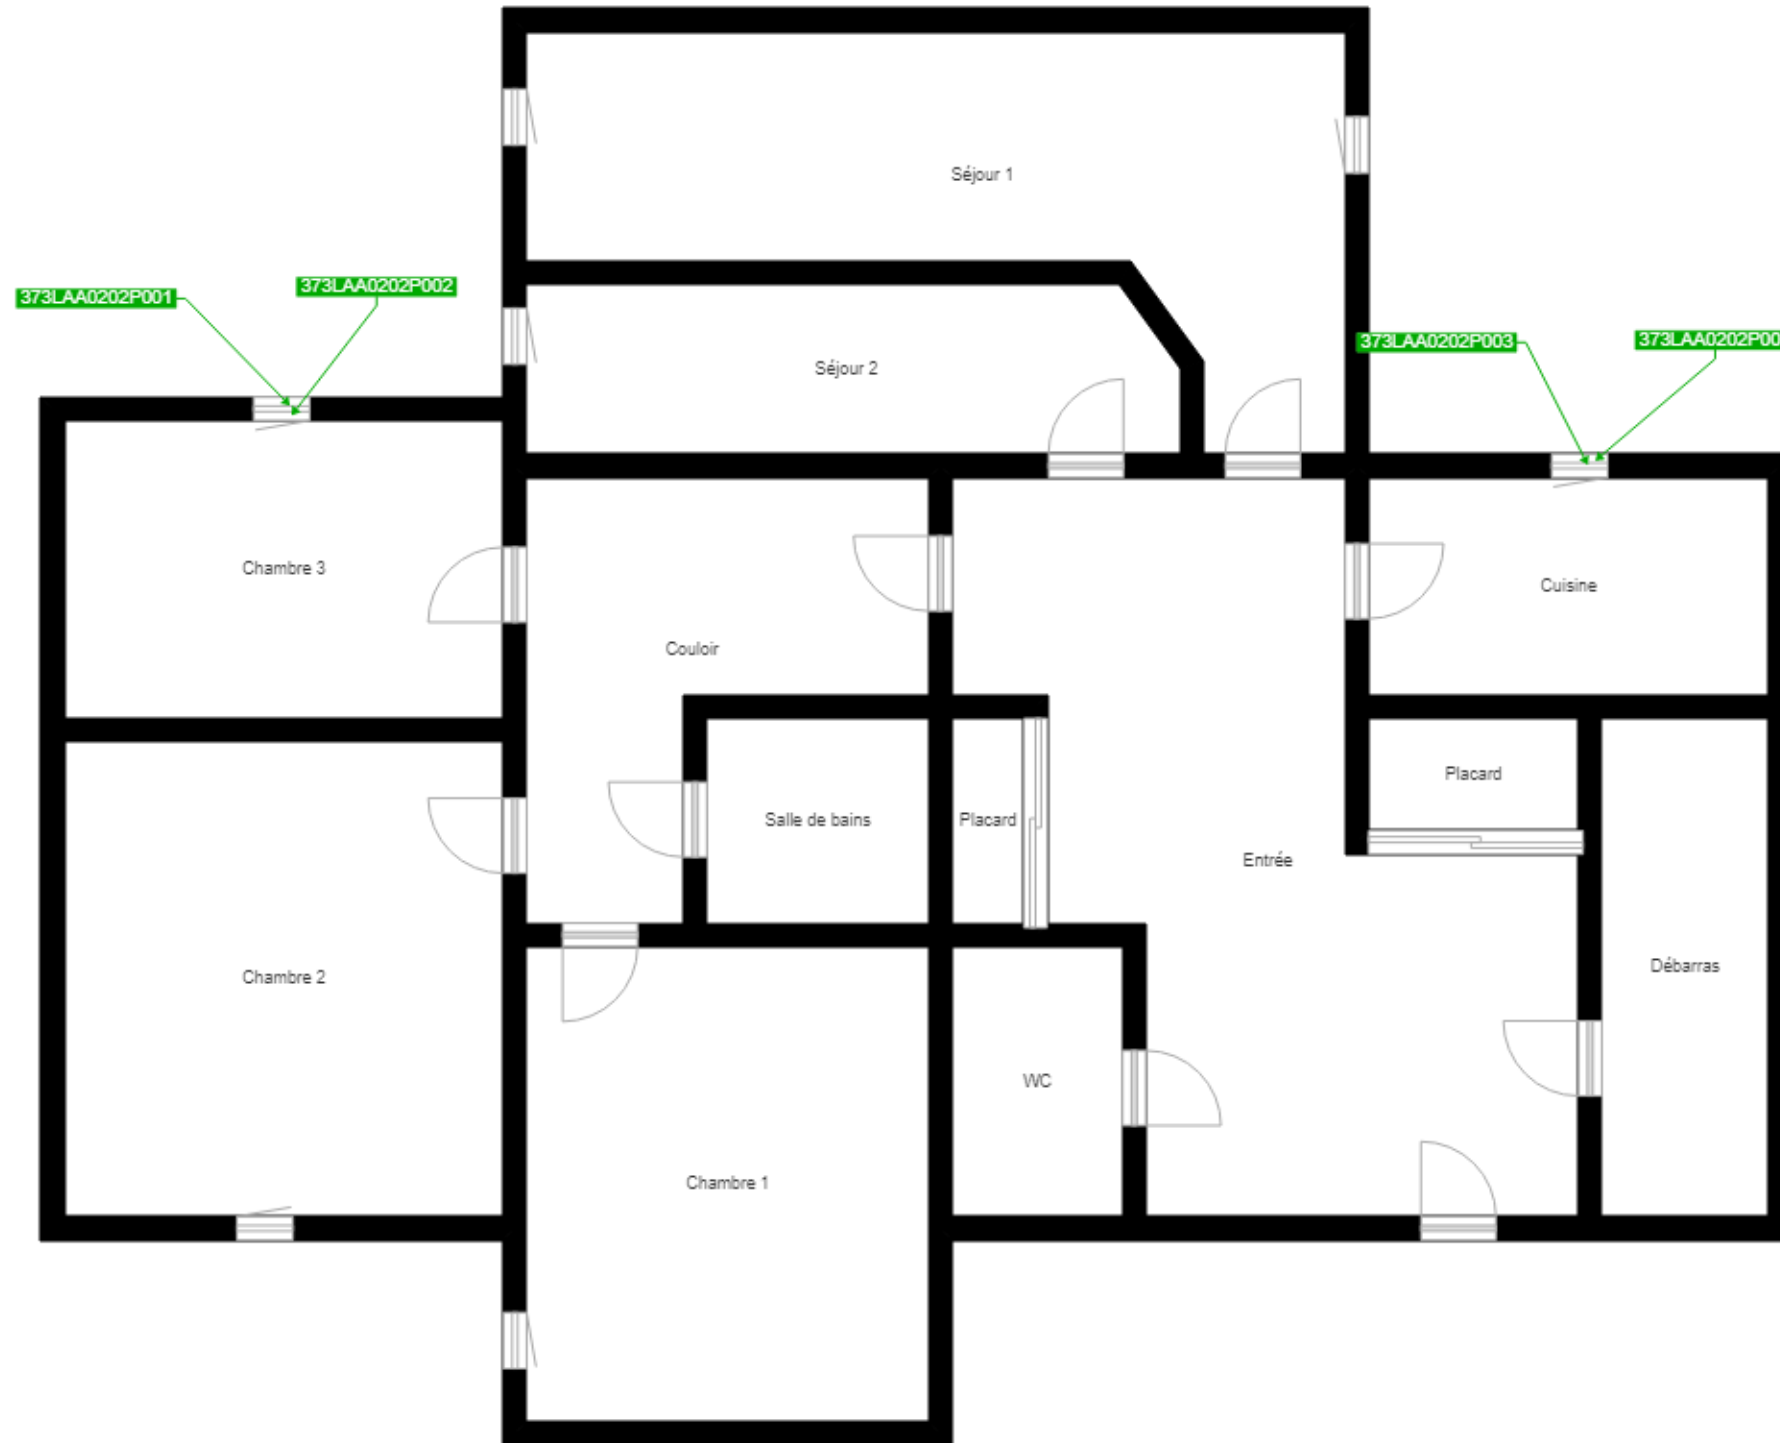 Séjour 1
373LAA0202P001
373LAA0202P002
373LAA0202P003
373LAA0202P00
Séjour 2
Chambre 3
Cuisine
Couloir
Placard
Salle de bains
Placard
Entrée
Débarras
Chambre 2
WC
Chambre 1